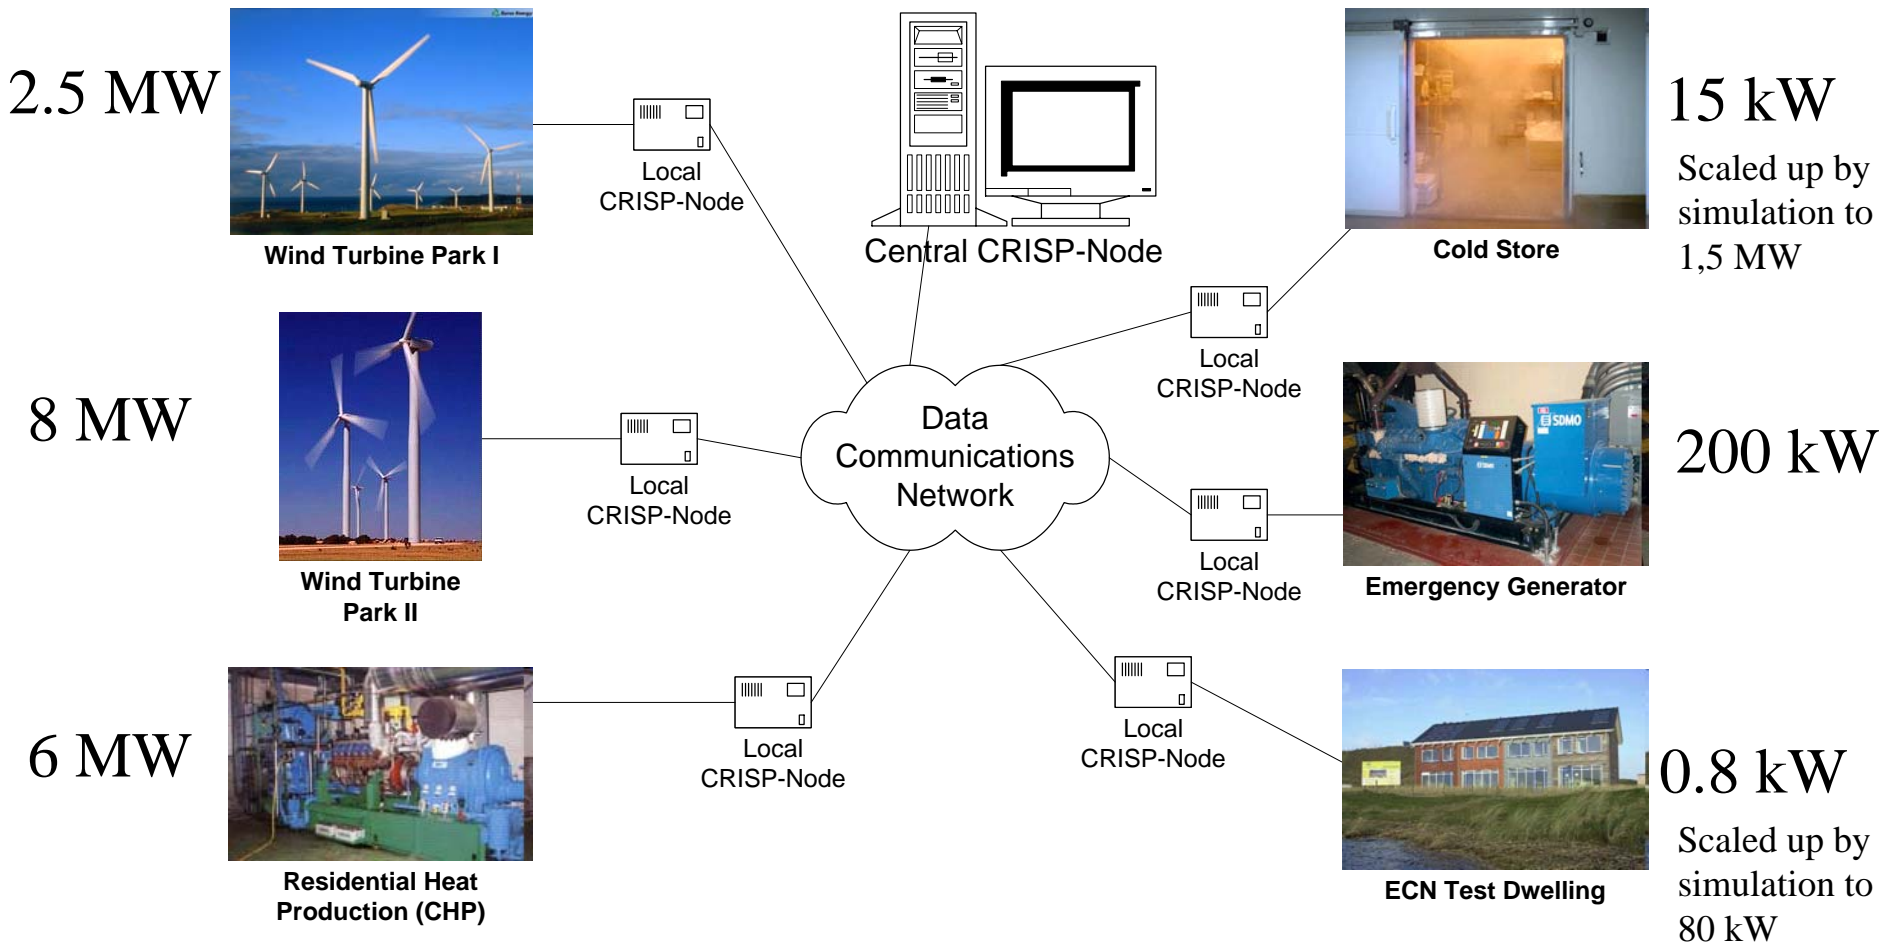 2.5 MW
Wind Turbine Park I
Local
CRISP-Node
Central CRISP-Node
15 kW
Scaled up by
simulation to
1,5 MW
Cold Store
Local
CRISP-Node
8 MW
Wind Turbine
Park II
Local
CRISP-Node
Data
Communications
Network
SDMO
200 kW
Emergency Generator
Local
CRISP-Node
6 MW
Residential Heat
Production (CHP)
Local
CRISP-Node
Local
CRISP-Node
ECN Test Dwelling
0.8 kW
Scaled up by
simulation to
80 kW